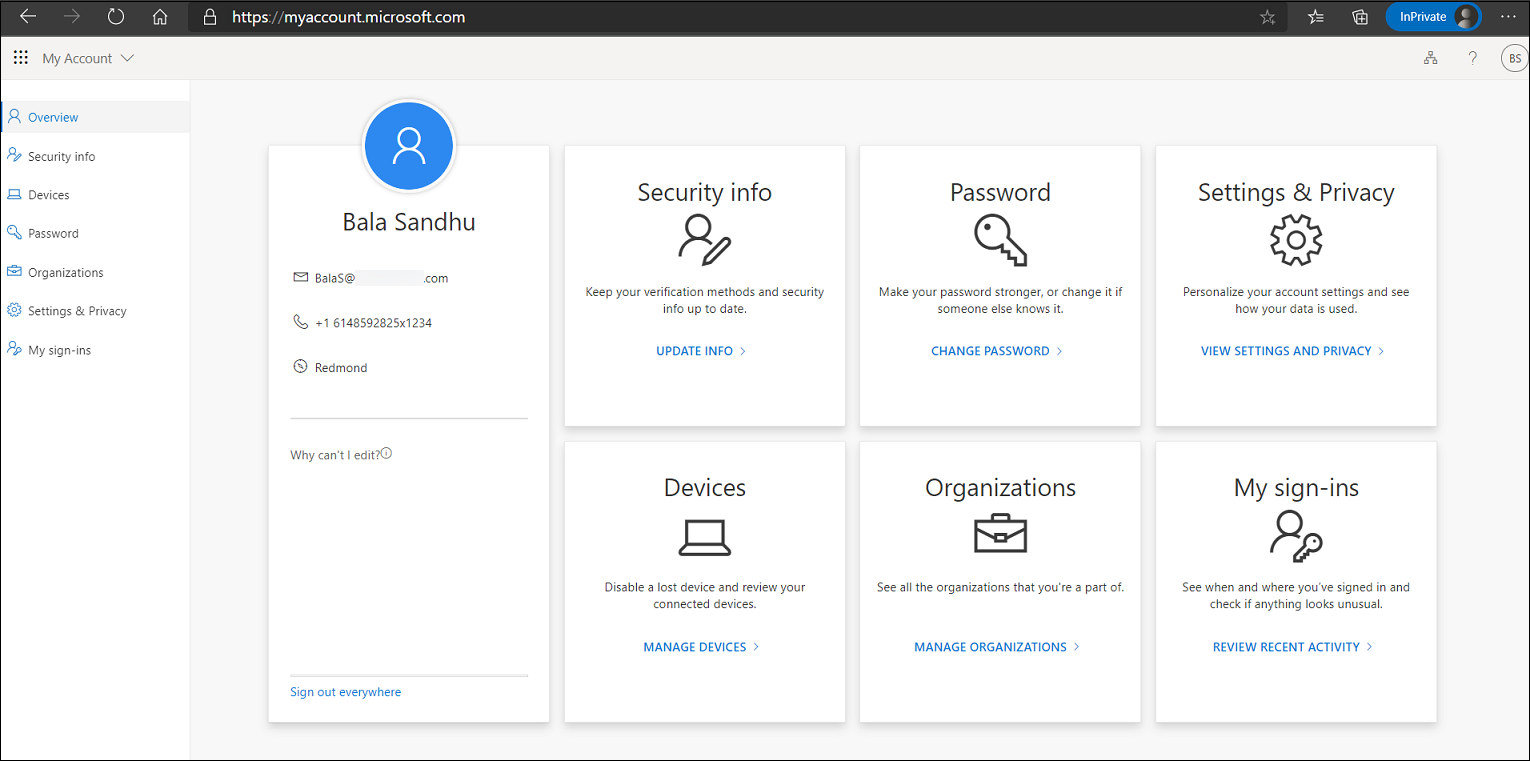 https://myaccount.microsoft.com
InPrivate
My Account
?
BS
Overview
Security info
Devices
Password
Organizations
Settings & Privacy
My sign-ins
Bala Sandhu
BalaS@ .com
+1 6148592825x1234
Redmond
Why can't I edit?
Sign out everywhere
Security info
Keep your verification methods and security
info up to date.
UPDATE INFO
Password
Make your password stronger, or change it if
someone else knows it.
CHANGE PASSWORD
Settings & Privacy
Personalize your account settings and see
how your data is used.
VIEW SETTINGS AND PRIVACY
Devices
Disable a lost device and review your
connected devices.
MANAGE DEVICES
Organizations
See all the organizations that you're a part of.
MANAGE ORGANIZATIONS
My sign-ins
See when and where you've signed in and
check if anything looks unusual.
REVIEW RECENT ACTIVITY